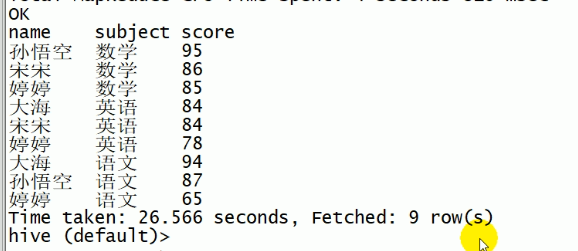 OK
name    subject score
孙悟空  数学    95
宋宋    数学    86
婷婷    数学    85
大海    英语    84
宋宋    英语    84
婷婷    英语    78
大海    语文    94
孙悟空  语文    87
婷婷    语文    65
Time taken: 26.566 seconds, Fetched: 9 row(s)
hive (default)>